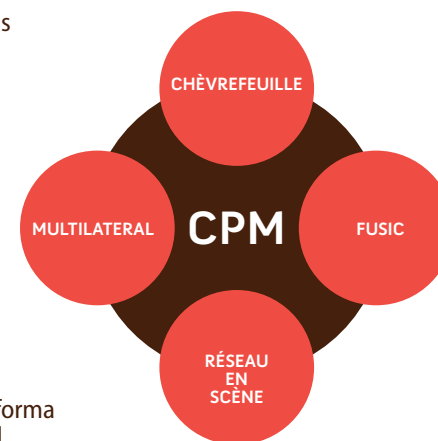 s
CHÈVREFEUILLE
MULTILATERAL
CPM
FUSIC
RÉSEAU
EN
SCÈNE
forma